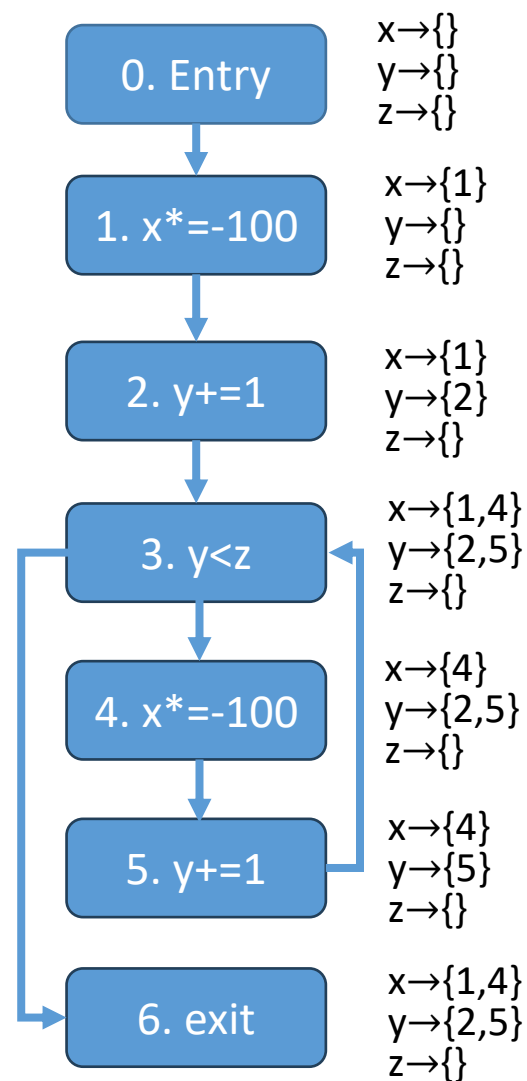 0. Entry
x→{}
y→{}
z→{}
1. x*=-100
x→{1}
y→{}
z→{}
2. y+=1
x→{1}
y→{2}
z→{}
3. y<z
x→{1,4}
y→{2,5}
z→{}
4. x*=-100
x→{4}
y→{2,5}
z→{}
5. y+=1
x→{4}
y→{5}
z→{}
6. exit
x→{1,4}
y→{2,5}
z→{}